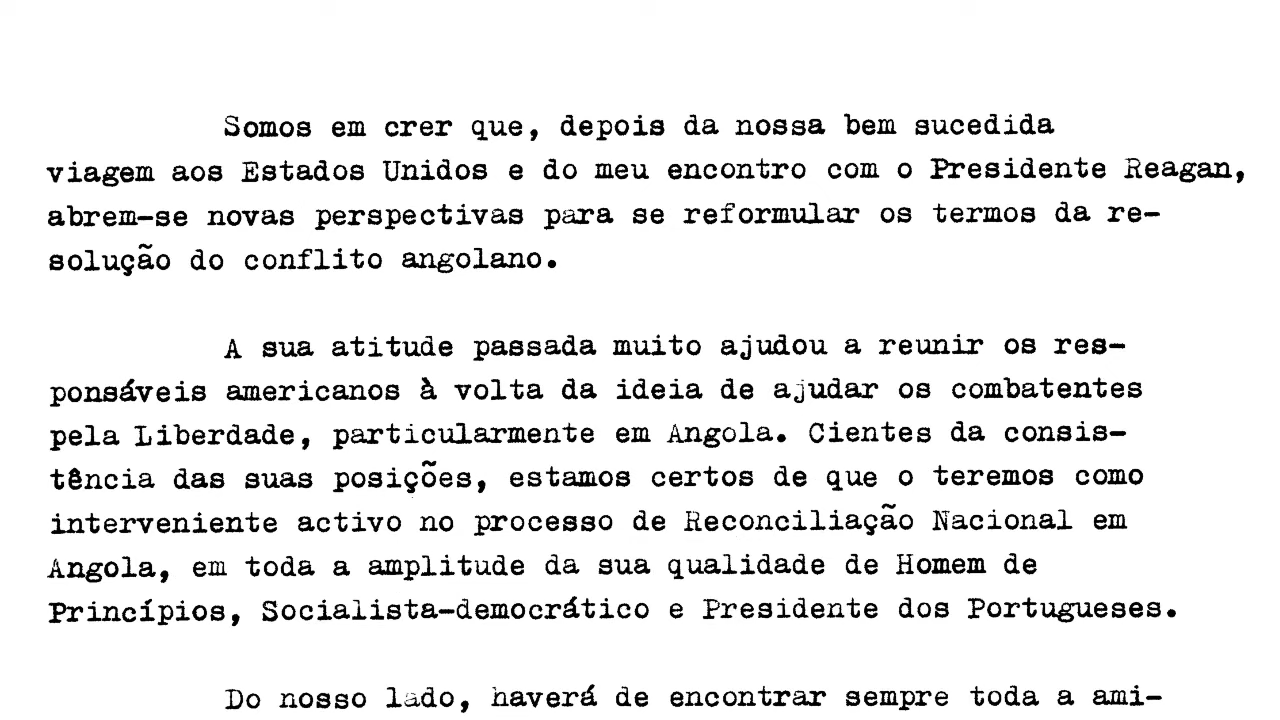 Somos em crer que, depois da nossa bem sucedida
viagem aos Estados Unidos e do meu encontro com o Presidente Reagan,
abrem-se novas perspectivas para se reformular os termos da re-
solução do conflito angolano.
A sua atitude passada muito ajudou a reunir os res-
ponsáveis americanos à volta da ideia de ajudar os combatentes
pela Liberdade, particularmente em Angola. Cientes da consis-
tência das suas posições, estamos certos de que o teremos como
interveniente activo no processo de Reconciliação Nacional em
Angola, em toda a amplitude da sua qualidade de Homem de
Princípios, Socialista-democrático e Presidente dos Portugueses.
Do nosso lado, haverá de encontrar sempre toda a ami-